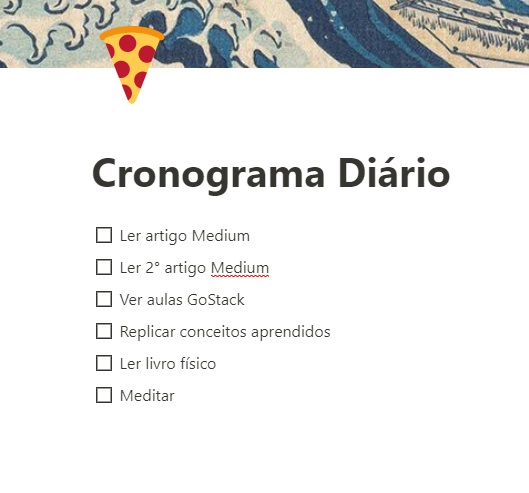 Cronograma Diário
Ler artigo Medium
Ler 2° artigo Medium
Ver aulas GoStack
Replicar conceitos aprendidos
Ler livro físico
Meditar